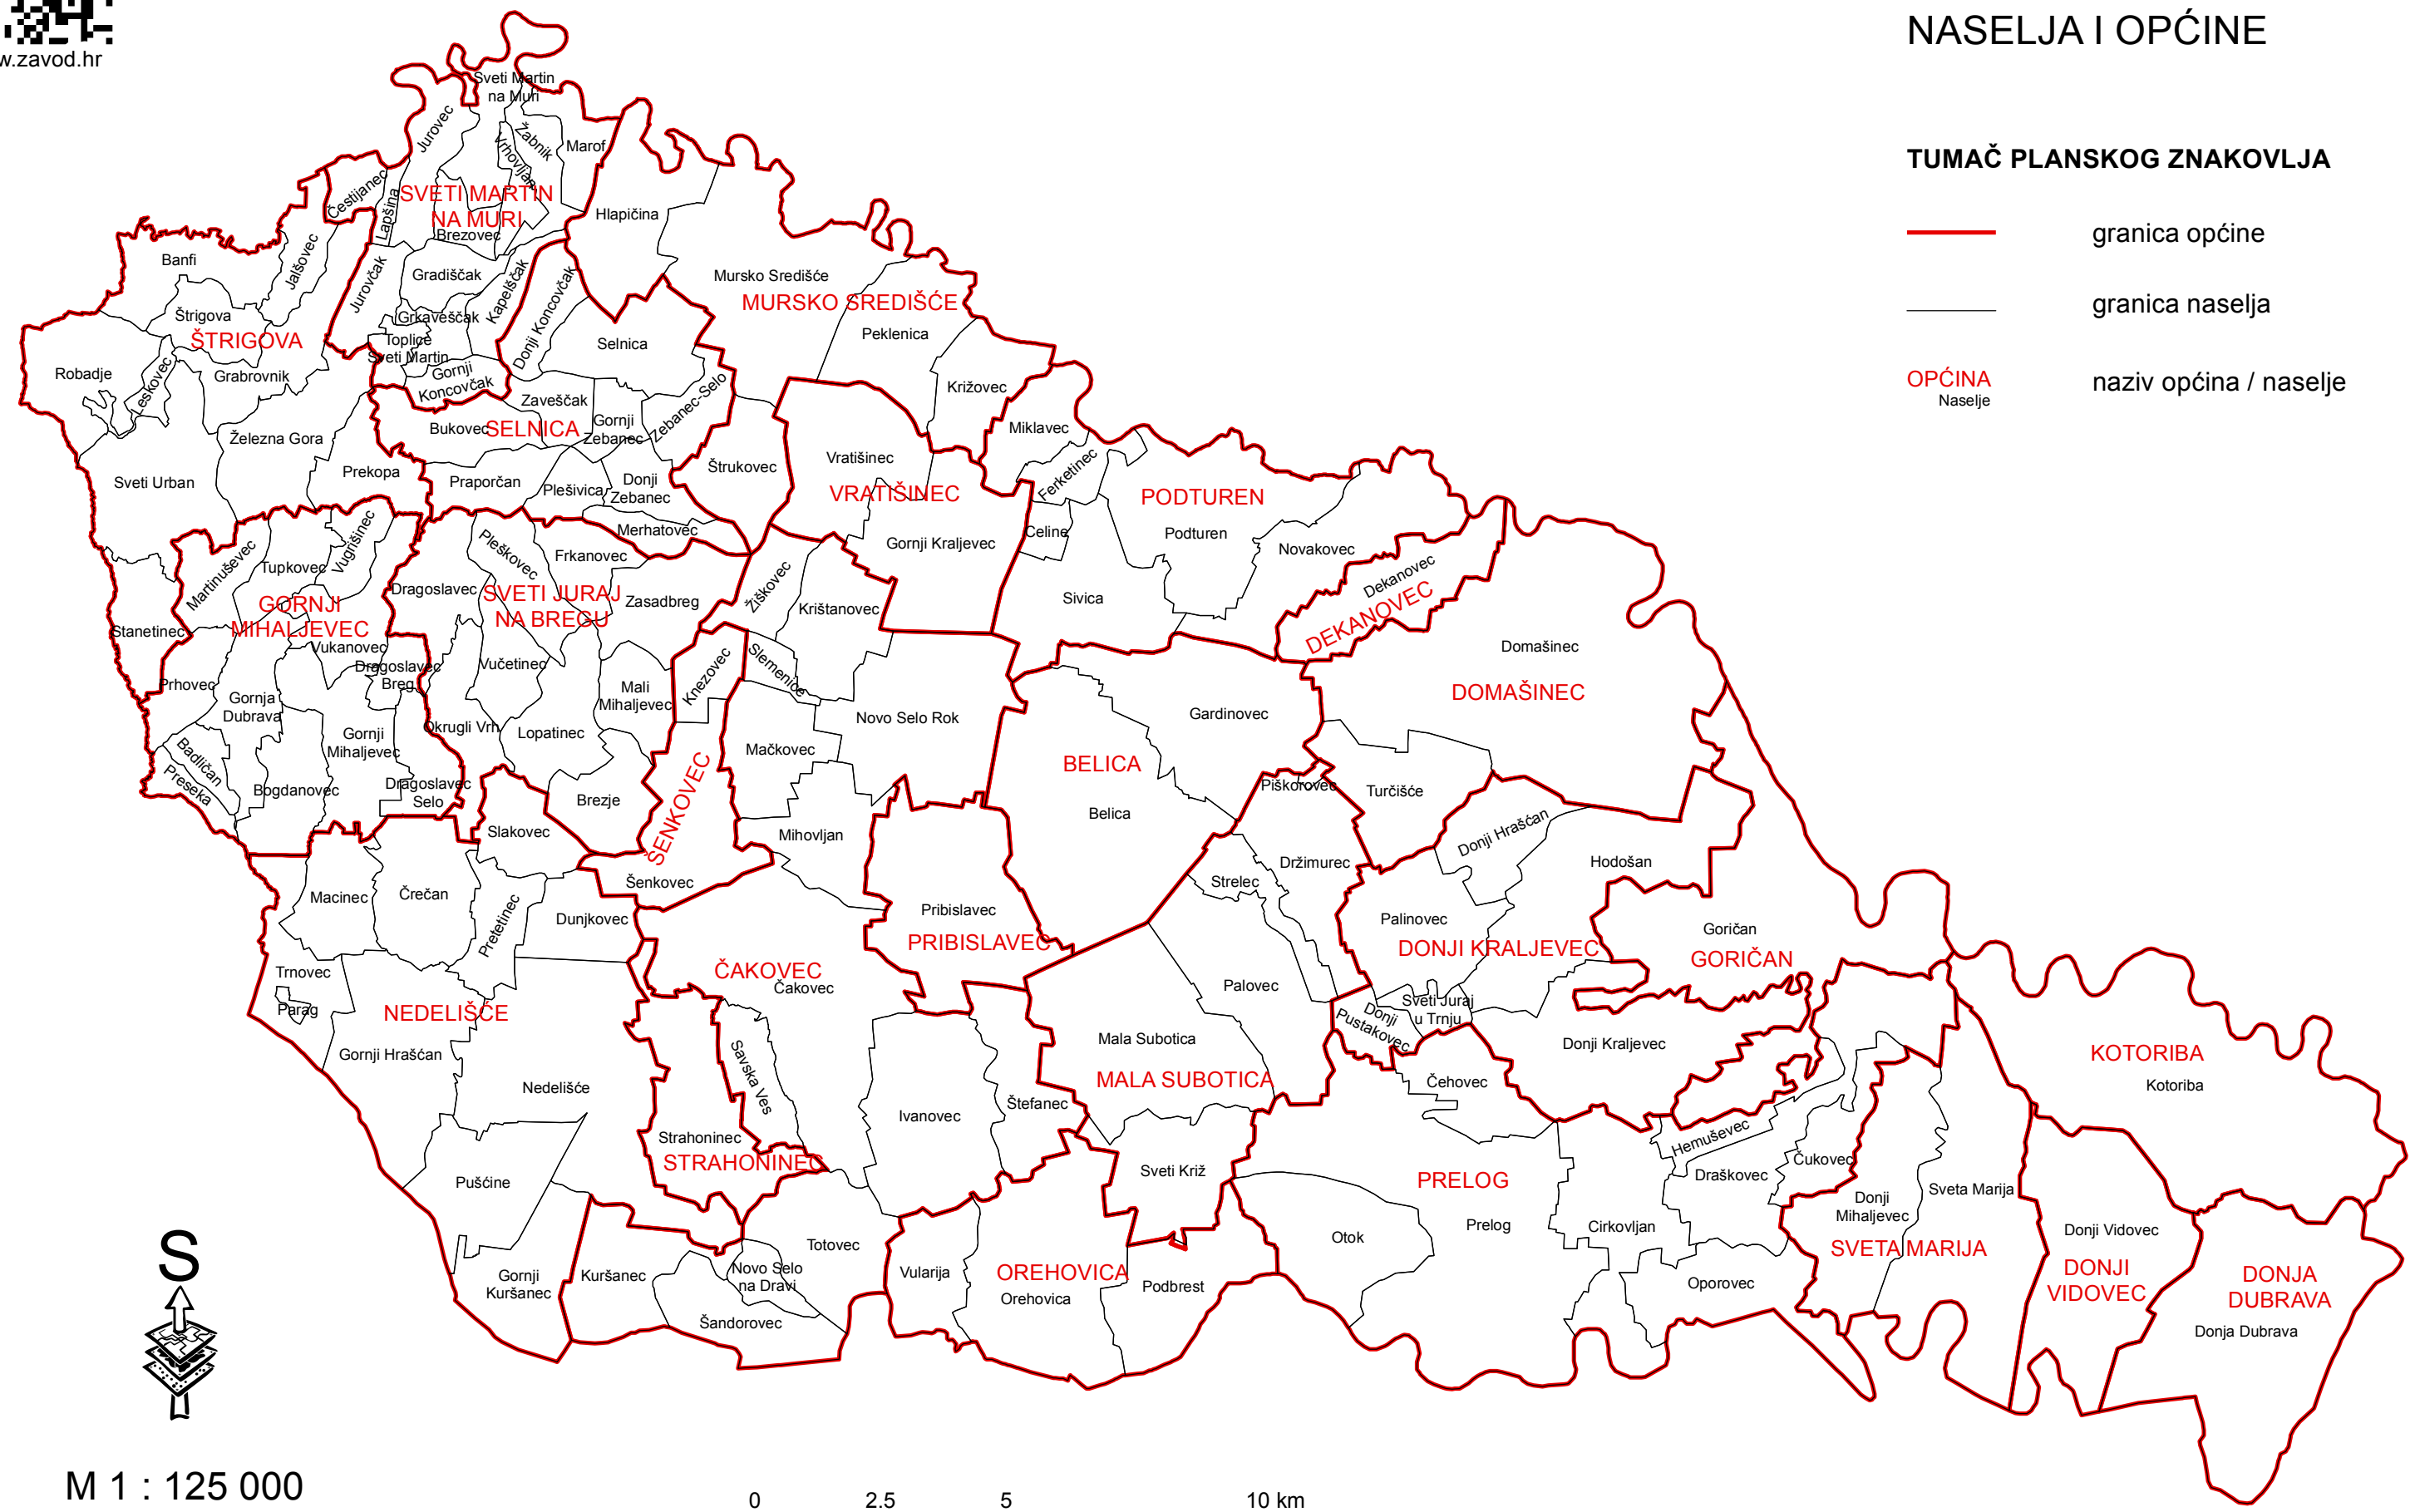 w.zavod.hr
NASELJA I OPĆINE
TUMAČ PLANSKOG ZNAKOVLJA
granica općine
granica naselja
OPĆINA
Naselje
naziv općina / naselje
Sveti Martin
na Muri
Jurovec
Žabnik
Vrhovljan
Marof
Čestijanec
Lapšina
SVETI MARTIN
NA MURI
Brezovec
Hlapičina
Banfi
Jalšovec
Jurovčak
Gradiščak
Kapelščak
Donji Koncovčak
Mursko Središće
MURSKO SREDIŠĆE
Štrigova
ŠTRIGOVA
Grkaveščak
Toplice
Sveti Martin
Selnica
Peklenica
Robadje
Leskovec
Grabrovnik
Gornji
Koncovčak
Križovec
Zaveščak
Zebanec-Selo
Železna Gora
Bukovec
SELNICA
Gornji
Zebanec
Miklavec
Sveti Urban
Prekopa
Praporčan
Plešivica
Donji
Zebanec
Štrukovec
Vratišinec
VRATIŠINEC
Ferketinec
PODTUREN
Martinuševec
Tupkovec
Vugrišinec
Pleškovec
Frkanovec
Merhatovec
Gornji Kraljevec
Celine
Podturen
Novakovec
Dekanovec
DEKANOVEC
Stanetinec
GORNJI
MIHALJEVEC
Dragoslavec
SVETI JURAJ
NA BREGU
Zasadbreg
Žiškovec
Krištanovec
Sivica
Vukanovec
Dragoslavec
Breg
Vučetinec
Knezovec
Slemenice
Domašinec
DOMAŠINEC
Prhovec
Gornja
Dubrava
Mali
Mihaljevec
Novo Selo Rok
Gardinovec
Badličan
Preseka
Gornji
Mihaljevec
Okrugli Vrh
Lopatinec
Mačkovec
BELICA
Belica
Bogdanovec
Dragoslavec
Selo
Brezje
ŠENKOVEC
Piškorovec
Turčišće
Slakovec
Mihovljan
Donji Hrašćan
Hodošan
Držimurec
Strelec
Macinec
Črečan
Pretetinec
Šenkovec
Dunjkovec
Pribislavec
PRIBISLAVEC
Palinovec
DONJI KRALJEVEC
Goričan
GORIČAN
Trnovec
Parag
NEDELIŠĆE
ČAKOVEC
Čakovec
Palovec
Sveti Juraj
u Trnju
Donji
Pustakovec
Gornji Hrašćan
Nedelišće
Savska Ves
Mala Subotica
MALA SUBOTICA
Donji Kraljevec
KOTORIBA
Kotoriba
Čehovec
Ivanovec
Štefanec
Strahoninec
STRAHONINEC
Hemuševec
Čukovec
Draškovec
Pušćine
Sveti Križ
PRELOG
Prelog
Sveta Marija
Donji
Mihaljevec
SVETA MARIJA
Cirkovljan
Otok
Totovec
Donji Vidovec
DONJI
VIDOVEC
Gornji
Kuršanec
Kuršanec
Novo Selo
na Dravi
Šandorovec
Vularija
OREHOVICA
Orehovica
Podbrest
Oporovec
DONJA
DUBRAVA
Donja Dubrava
S
M 1 : 125 000
0 2.5 5 10 km